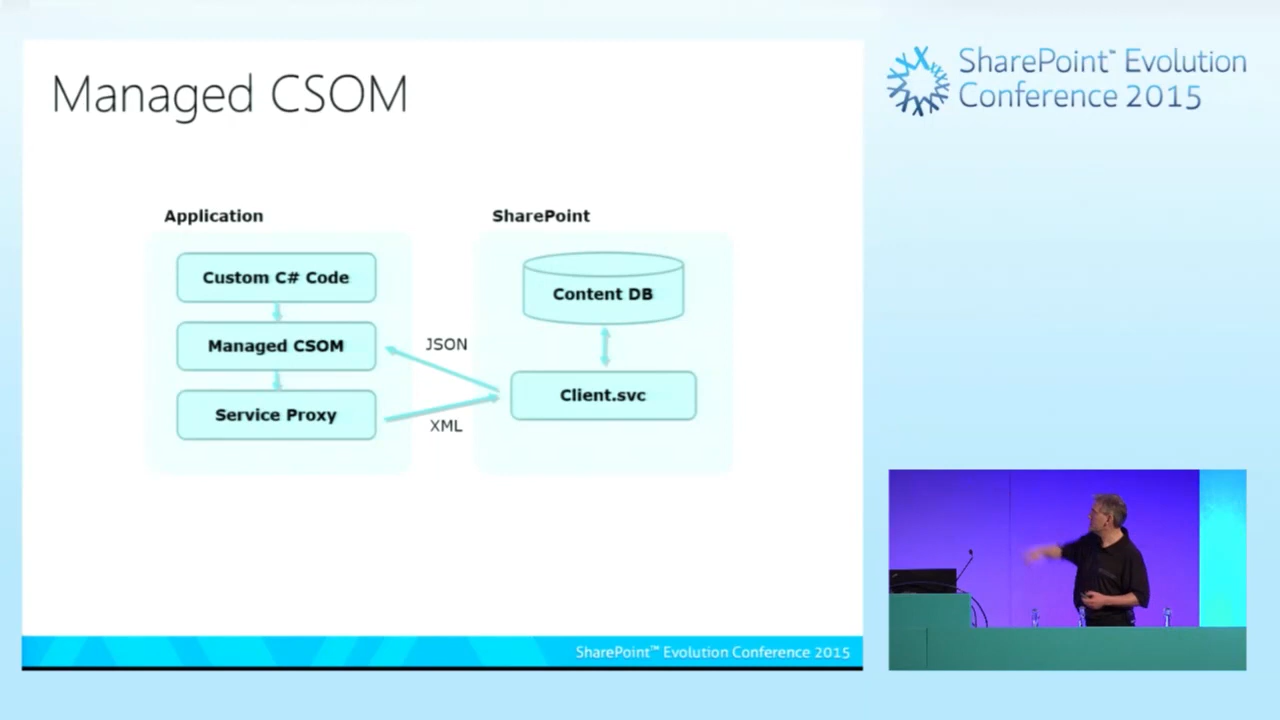 Managed CSOM
SharePoint™ Evolution
Conference 2015
Application
SharePoint
Custom C# Code
Content DB
Managed CSOM
JSON
Client.svc
Service Proxy
XML
SharePoint™ Evolution Conference 2015